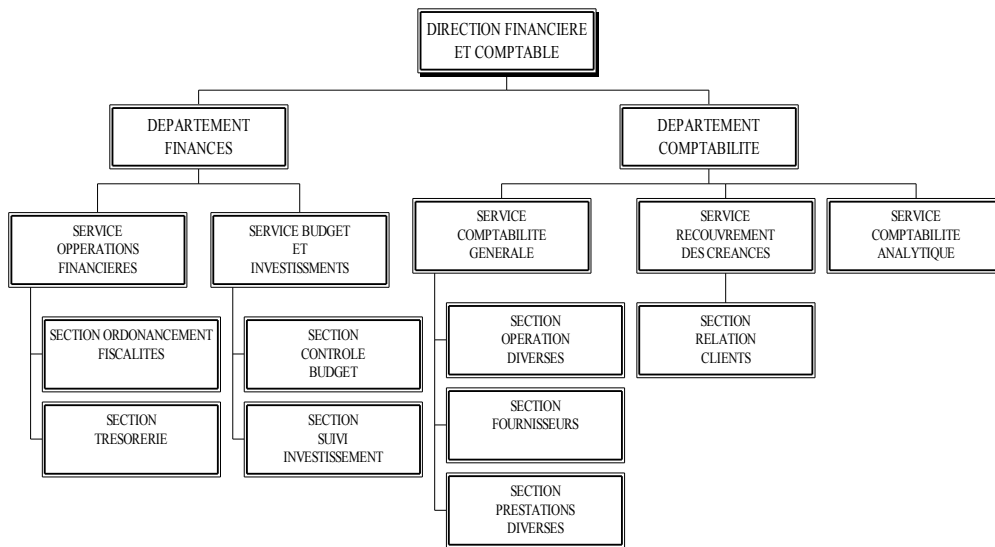 DIRECTION FINANCIERE
ET COMPTABLE
DEPARTEMENT
FINANCES
DEPARTEMENT
COMPTABILITE
SERVICE
OPPERATIONS
FINANCIERES
SERVICE BUDGET
ET
INVESTISSMENTS
SERVICE
COMPTABILITE
GENERALE
SERVICE
RECOUVREMENT
DES CREANCES
SERVICE
COMPTABILITE
ANALYTIQUE
SECTION ORDONANCEMENT
FISCALITES
SECTION
CONTROLE
BUDGET
SECTION
OPERATION
DIVERSES
SECTION
RELATION
CLIENTS
SECTION
TRESORERIE
SECTION
SUIVI
INVESTISSEMENT
SECTION
FOURNISSEURS
SECTION
PRESTATIONS
DIVERSES